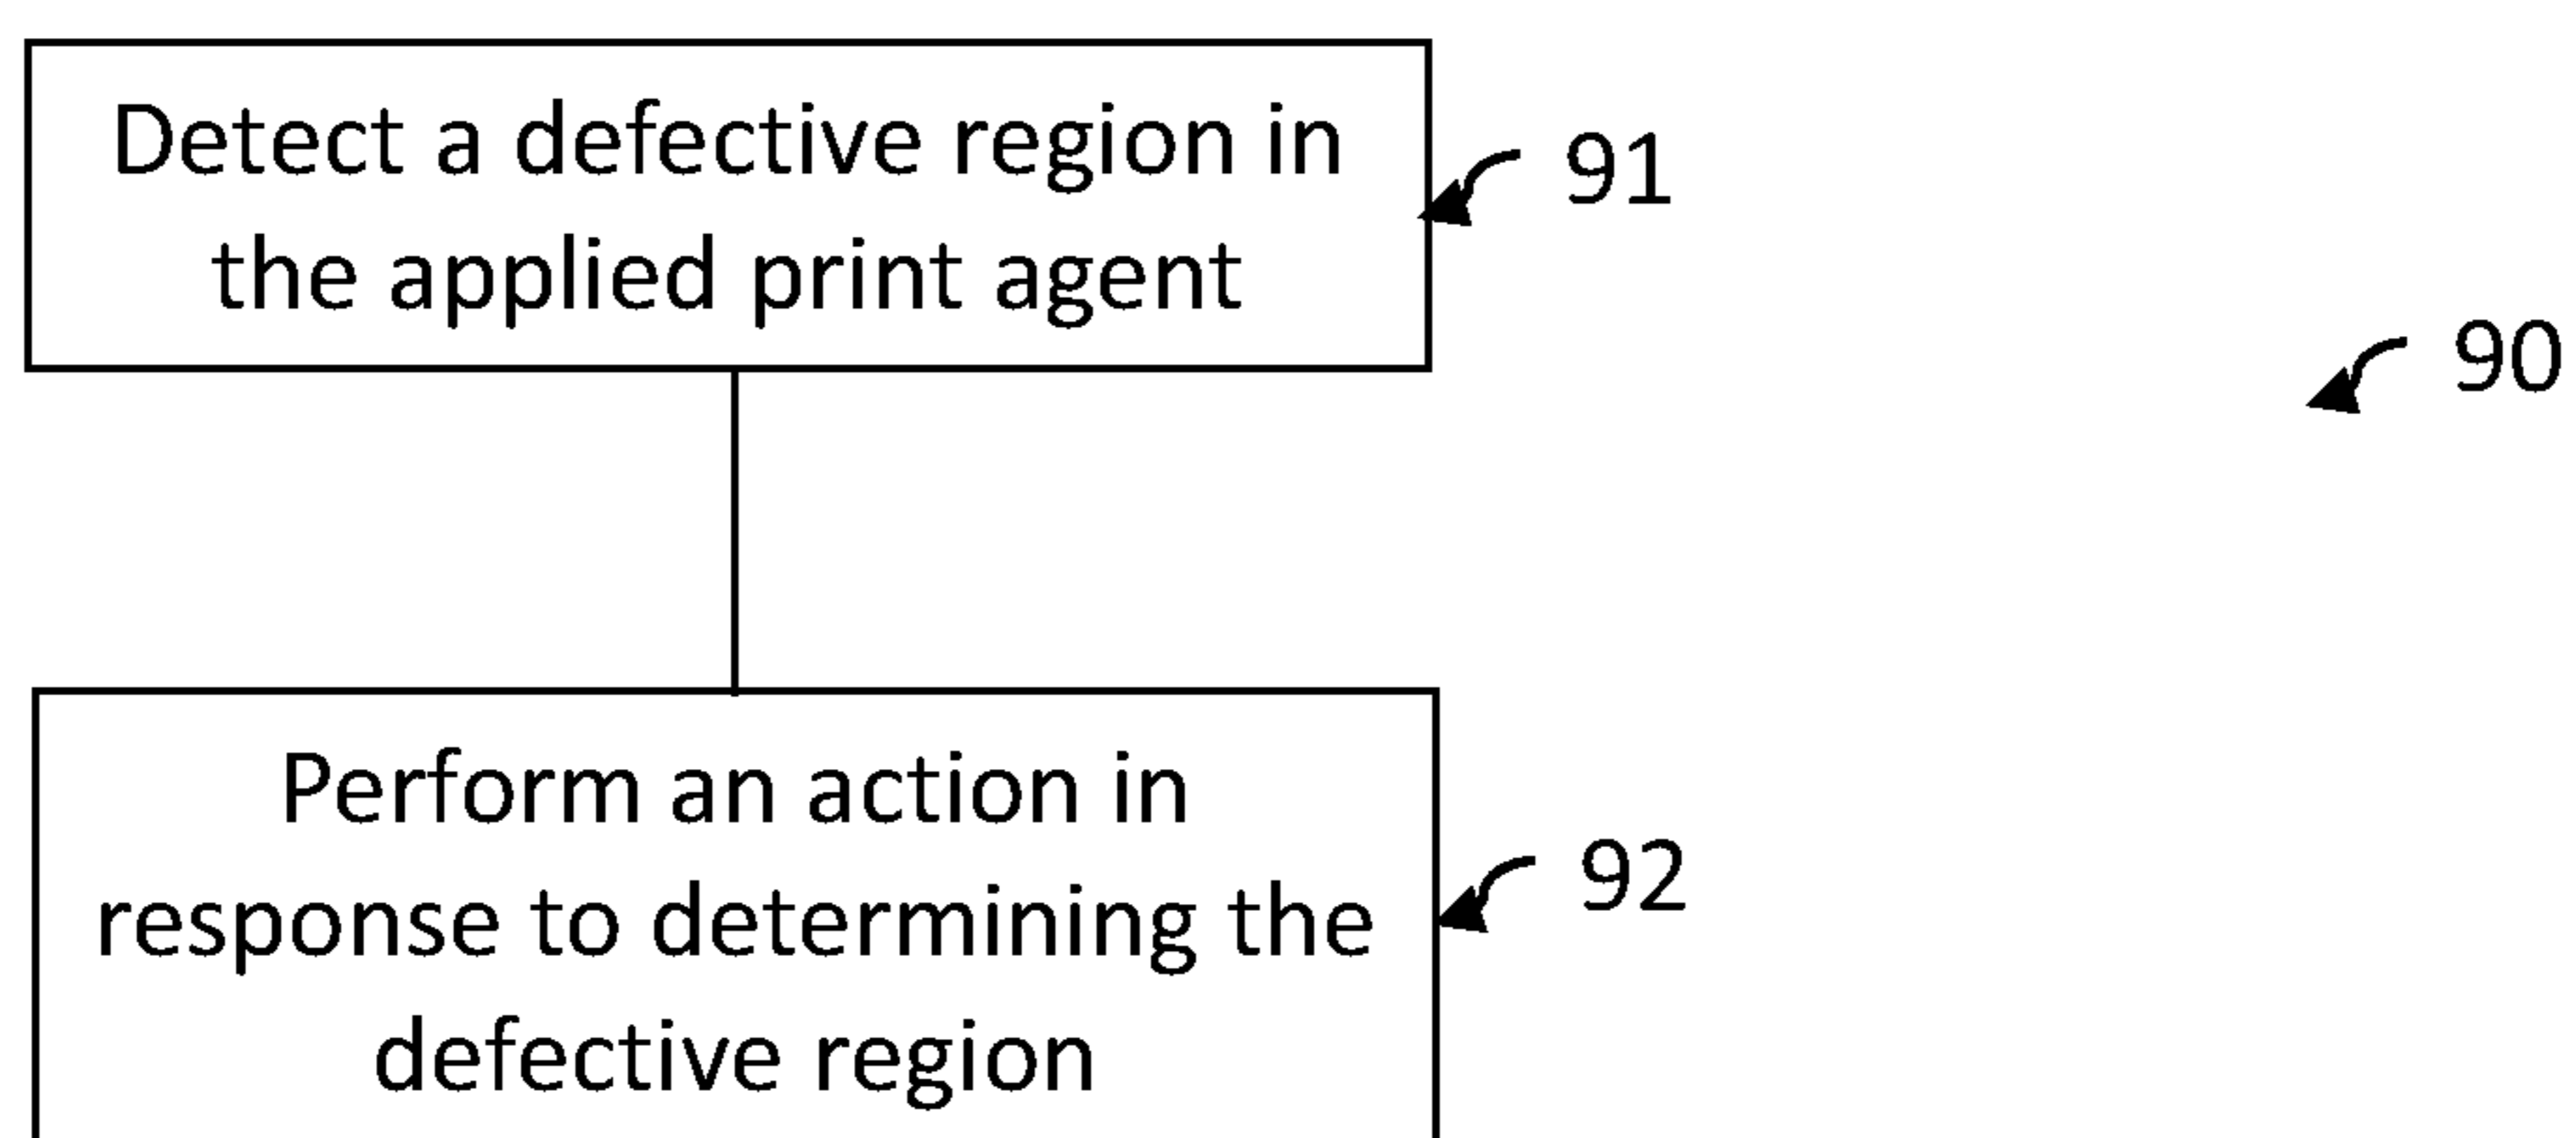 Detect a defective region in
the applied print agent
91
90
Perform an action in
response to determining the
defective region
92